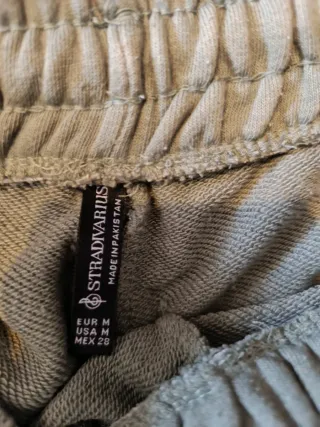 STRADIVARIUS
MADE IN PAKISTAN
EUR M
USA M
MEX 28